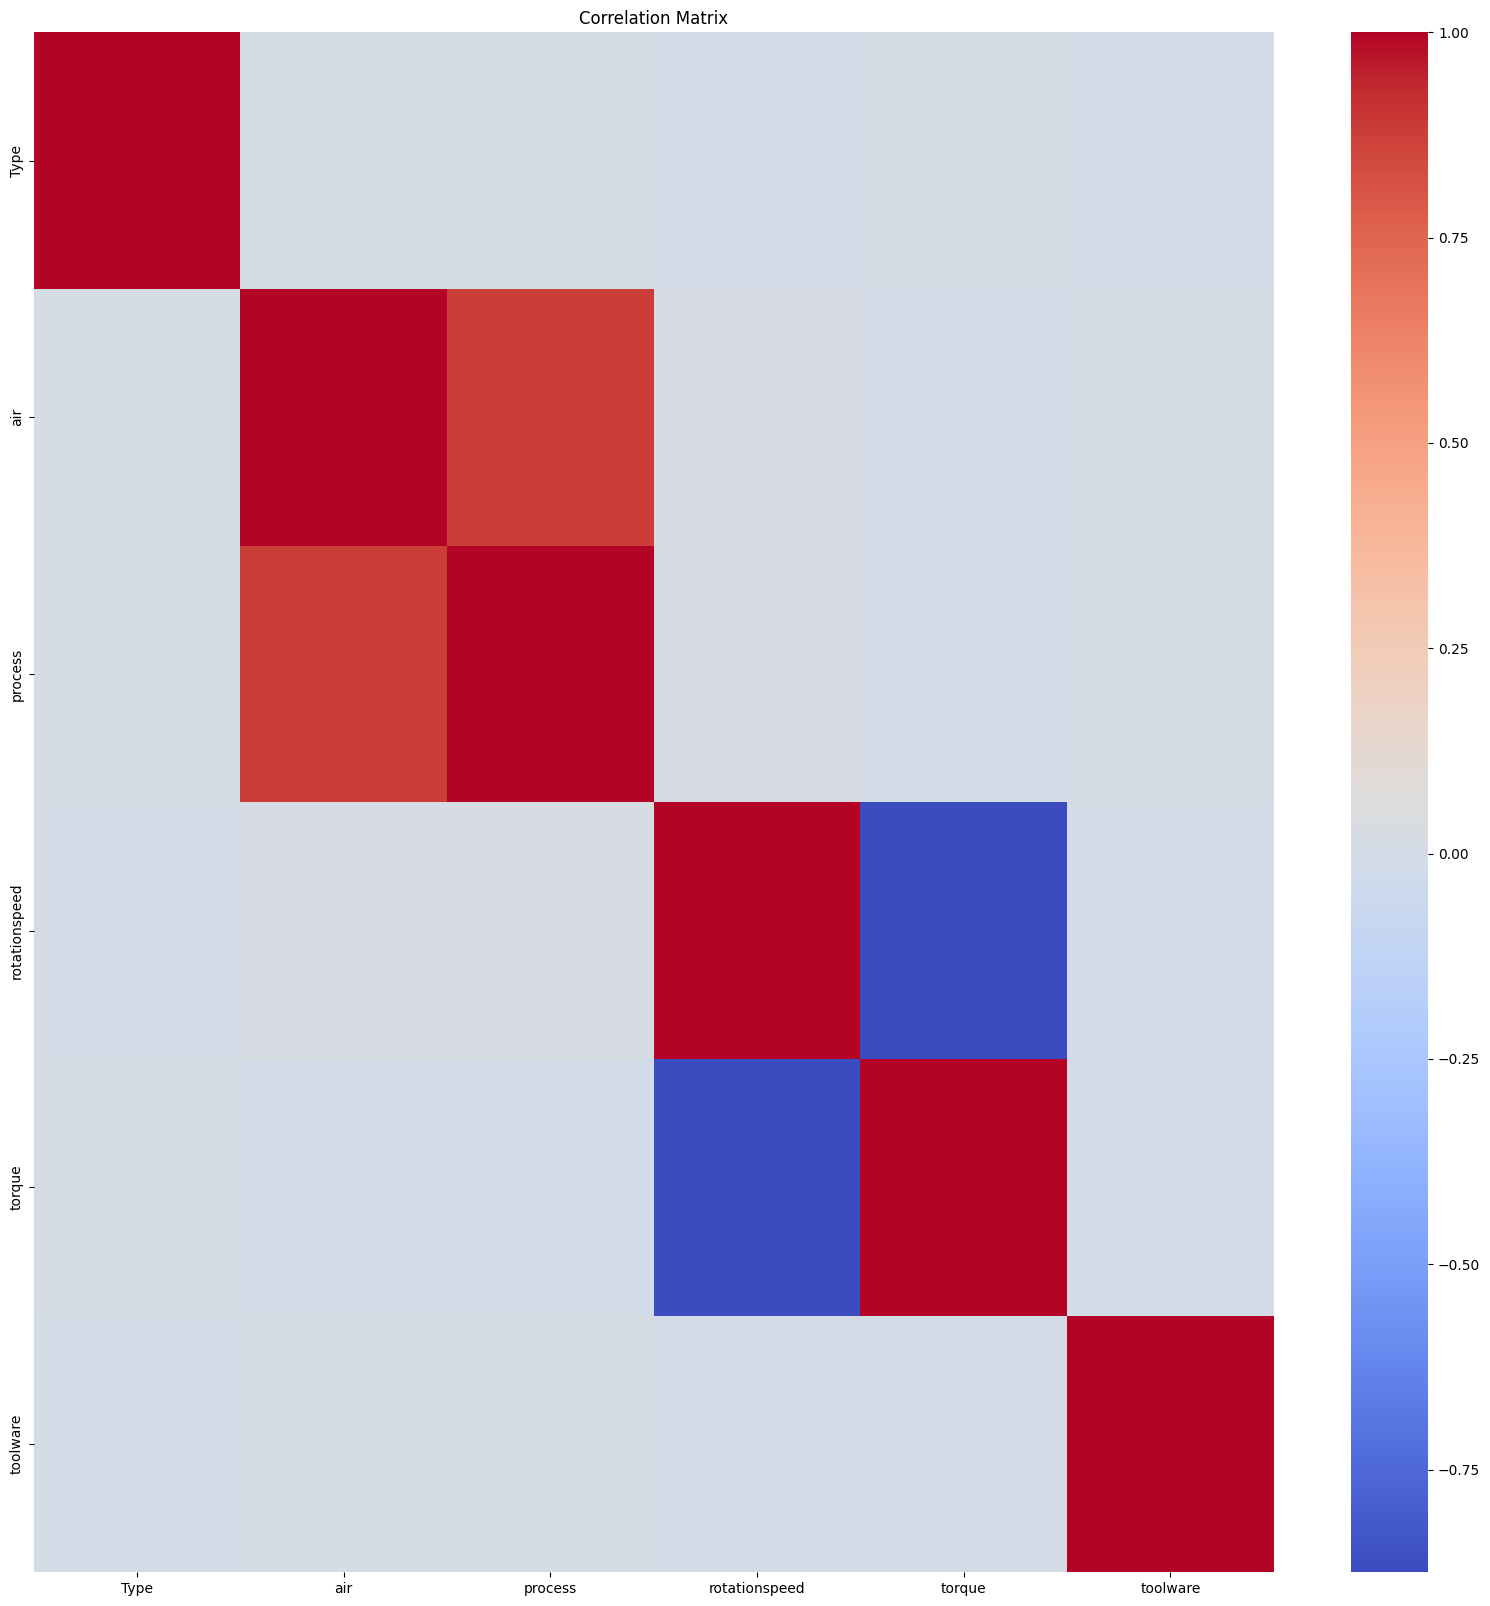 Correlation Matrix
Type
air
process
rotationspeed
torque
toolware
Type air process rotationspeed torque toolware
1.00
0.75
0.50
0.25
0.00
−0.25
−0.50
−0.75